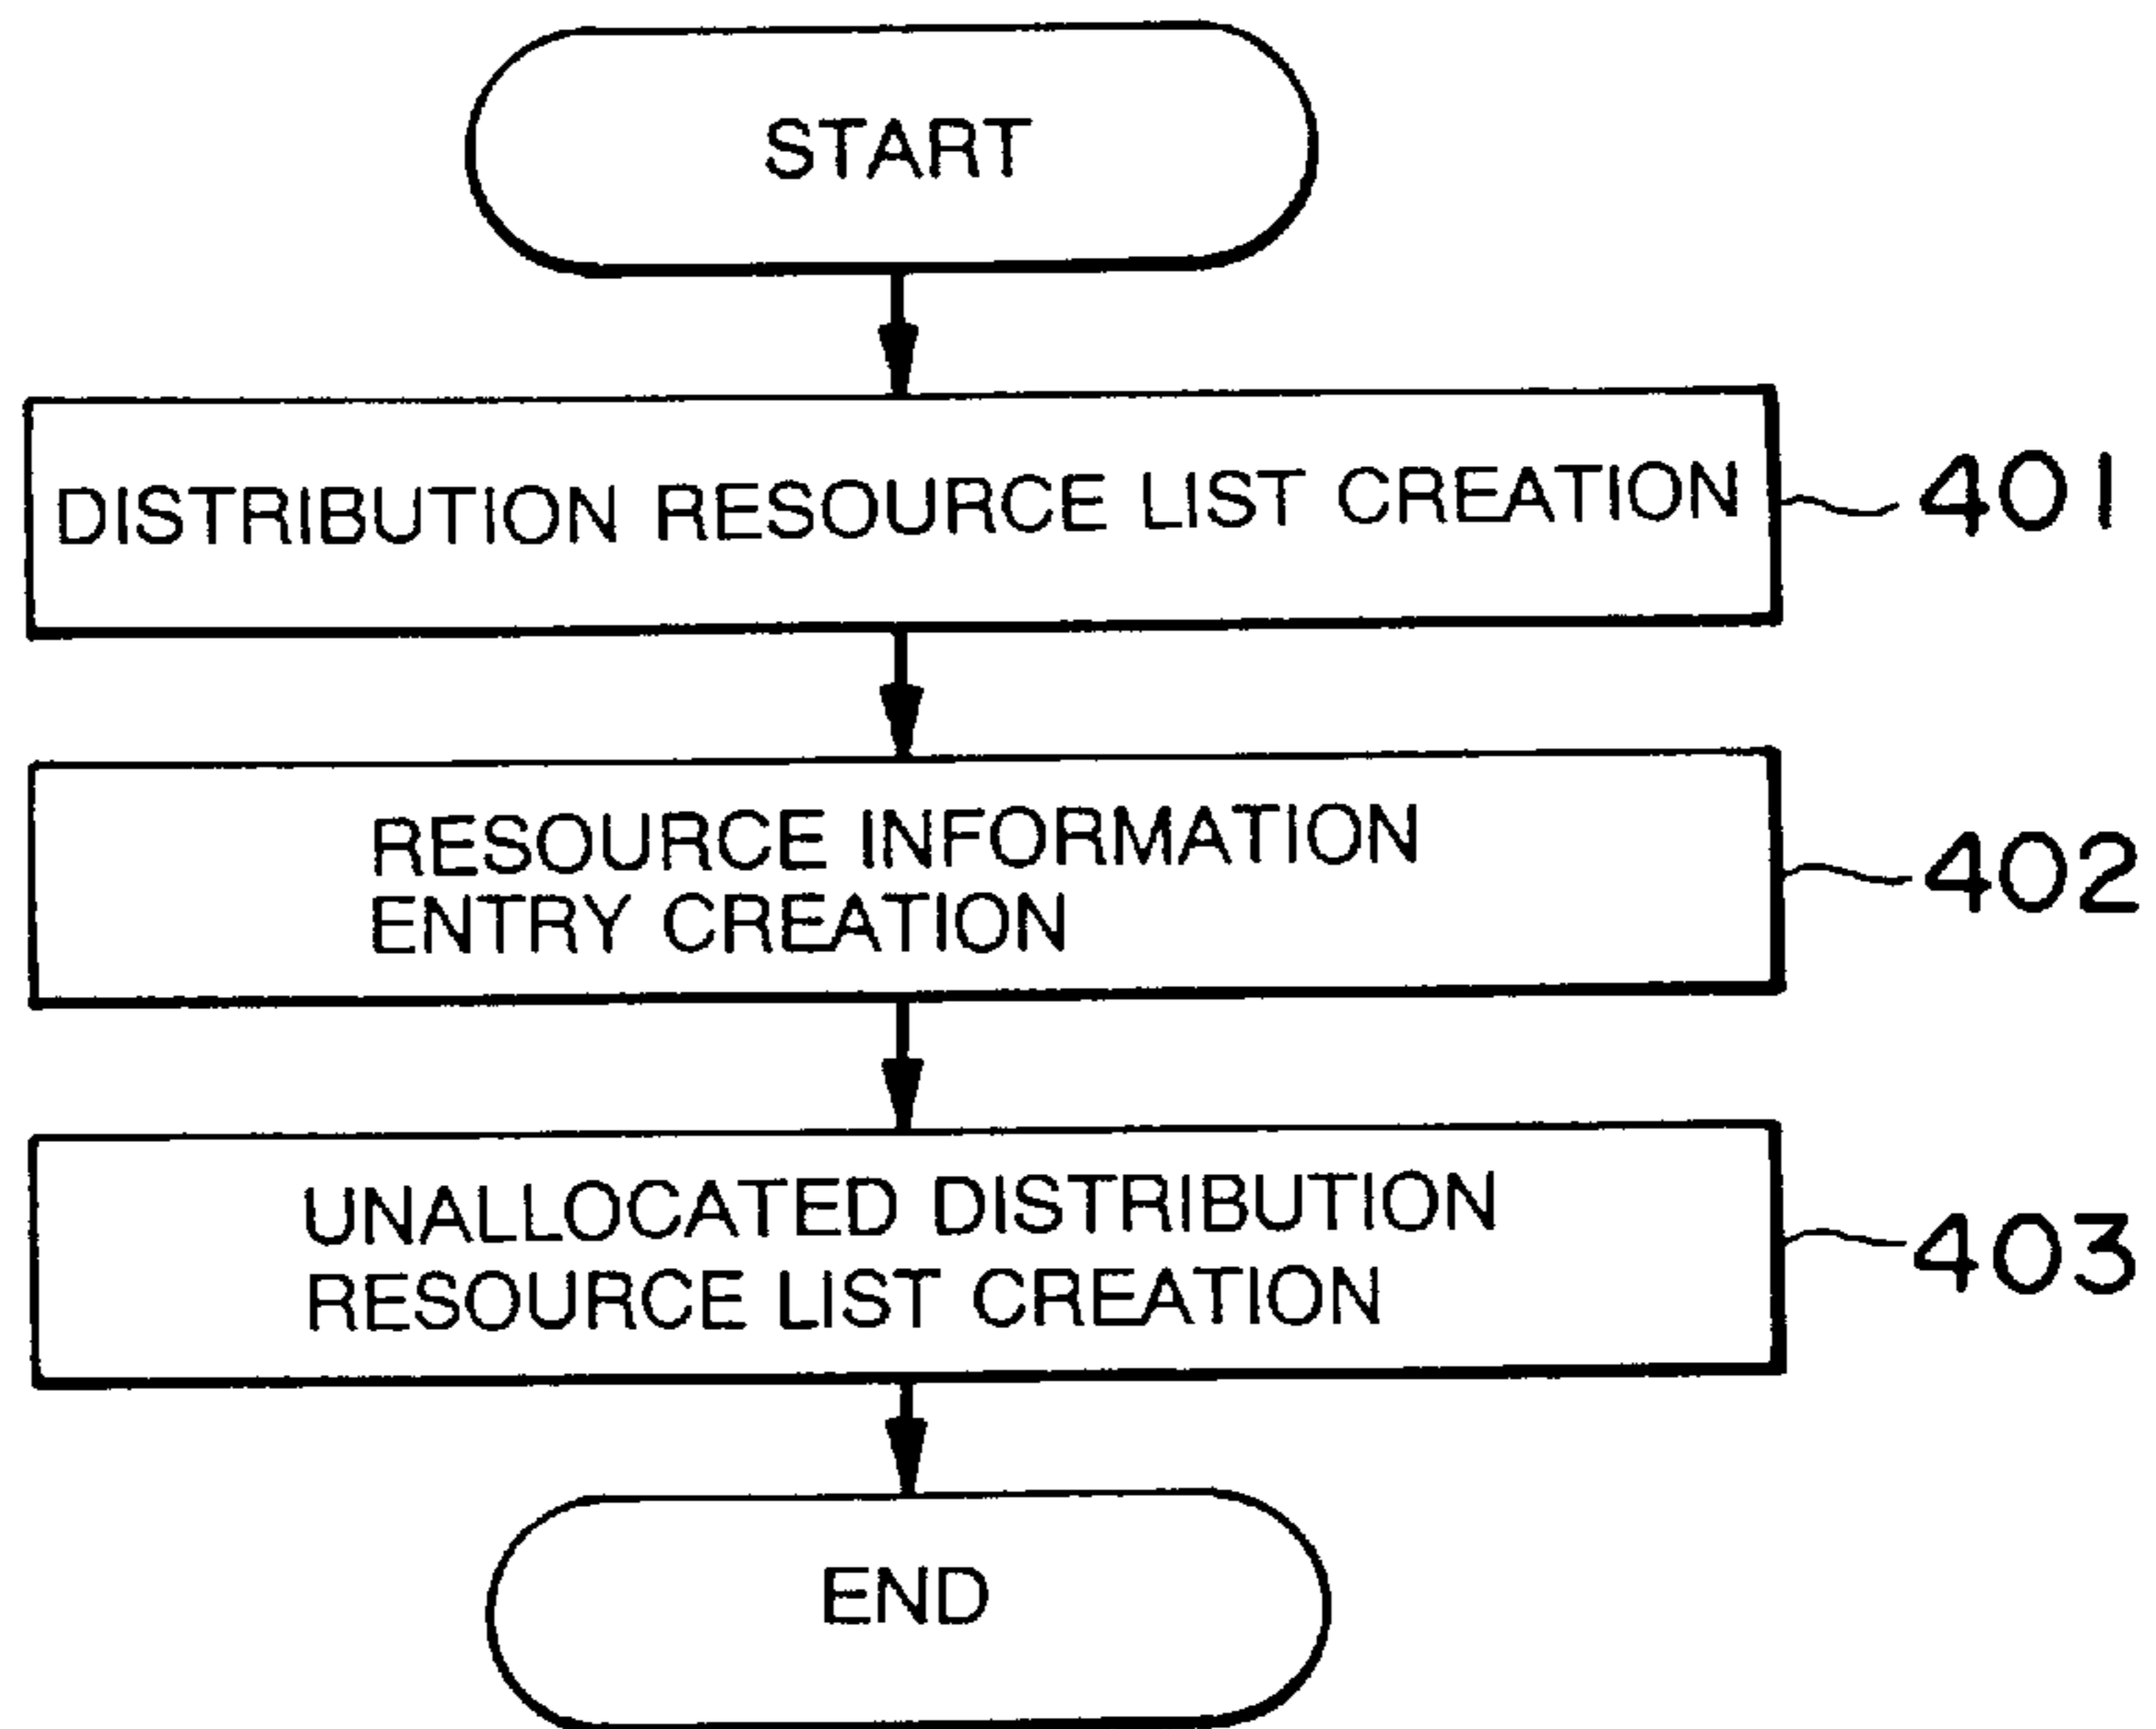 START
DISTRIBUTION RESOURCE LIST CREATION
401
RESOURCE INFORMATION
ENTRY CREATION
402
UNALLOCATED DISTRIBUTION
RESOURCE LIST CREATION
403
END